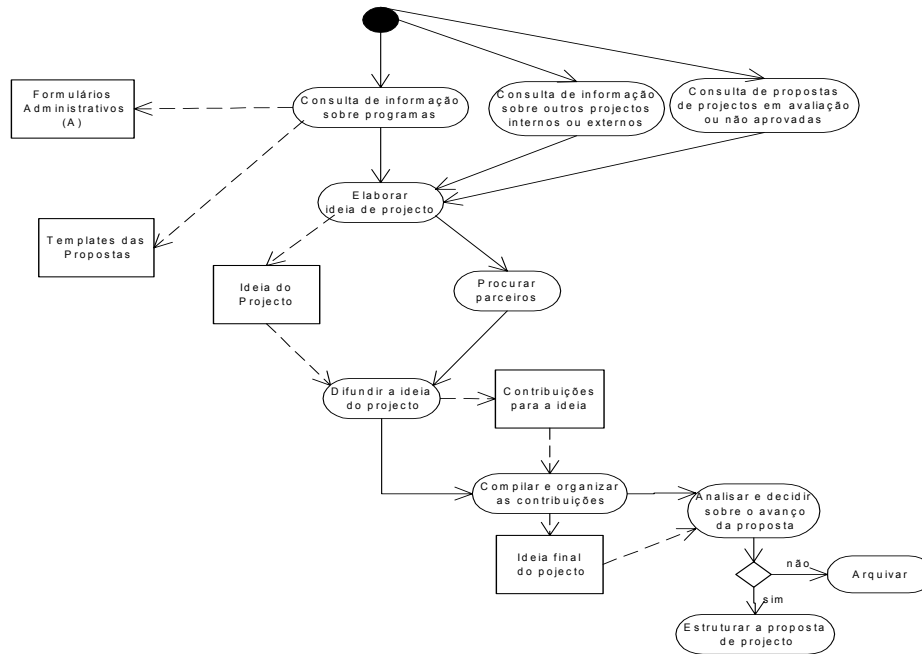 Formulários
Administrativos
(A)
Consulta de informação
sobre programas
Consulta de informação
sobre outros projectos
internos ou externos
Consulta de propostas
de projectos em avaliação
ou não aprovadas
Elaborar
ideia de projecto
Templates das
Propostas
Ideia do
Projecto
Procurar
parceiros
Difundir a ideia
do projecto
Contribuições
para a ideia
Compilar e organizar
as contribuições
Analisar e decidir
sobre o avanço
da proposta
Ideia final
do pojecto
não
Arquivar
sim
Estruturar a proposta
de projecto